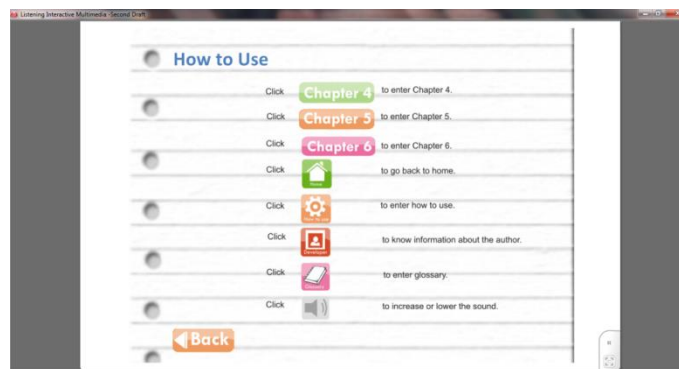 Listening Interactive Multimedia -Second Draft
How to Use
Click Chapter 4 to enter Chapter 4.
Click Chapter 5 to enter Chapter 5.
Click Chapter 6 to enter Chapter 6.
Click Home to go back to home.
Click How to use to enter how to use.
Click Developer to know information about the author.
Click Glossary to enter glossary.
Click to increase or lower the sound.
Back